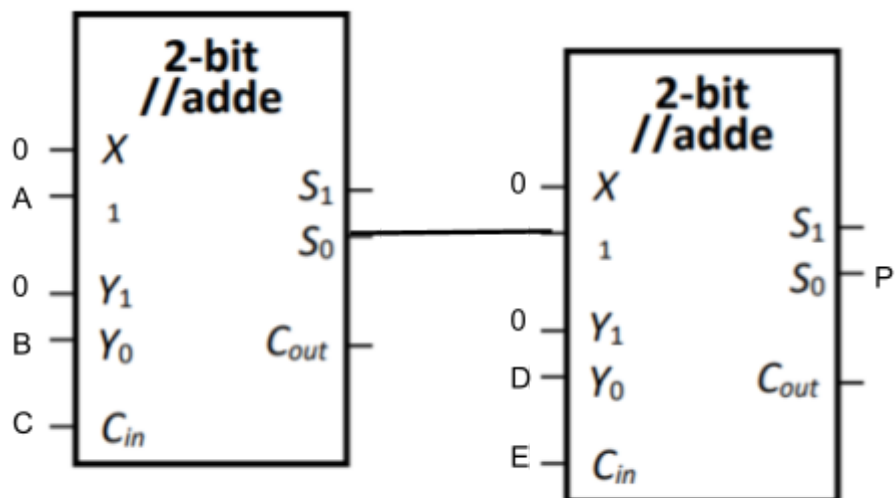 2-bit
//adde
0
X
A
1
S1
S0
0
Y1
B
Y0
Cout
C
Cin
2-bit
//adde
0
X
1
S1
S0
P
0
Y1
D
Y0
Cout
E
Cin